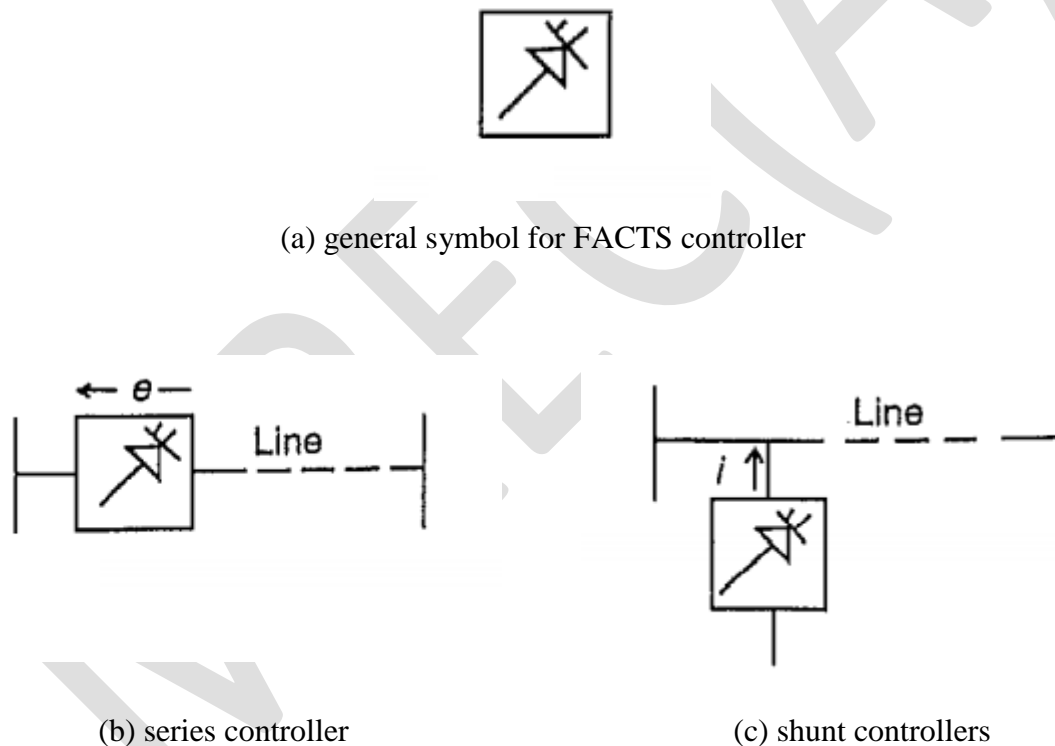 (a) general symbol for FACTS controller
e
Line
Line
i
(b) series controller
(c) shunt controllers